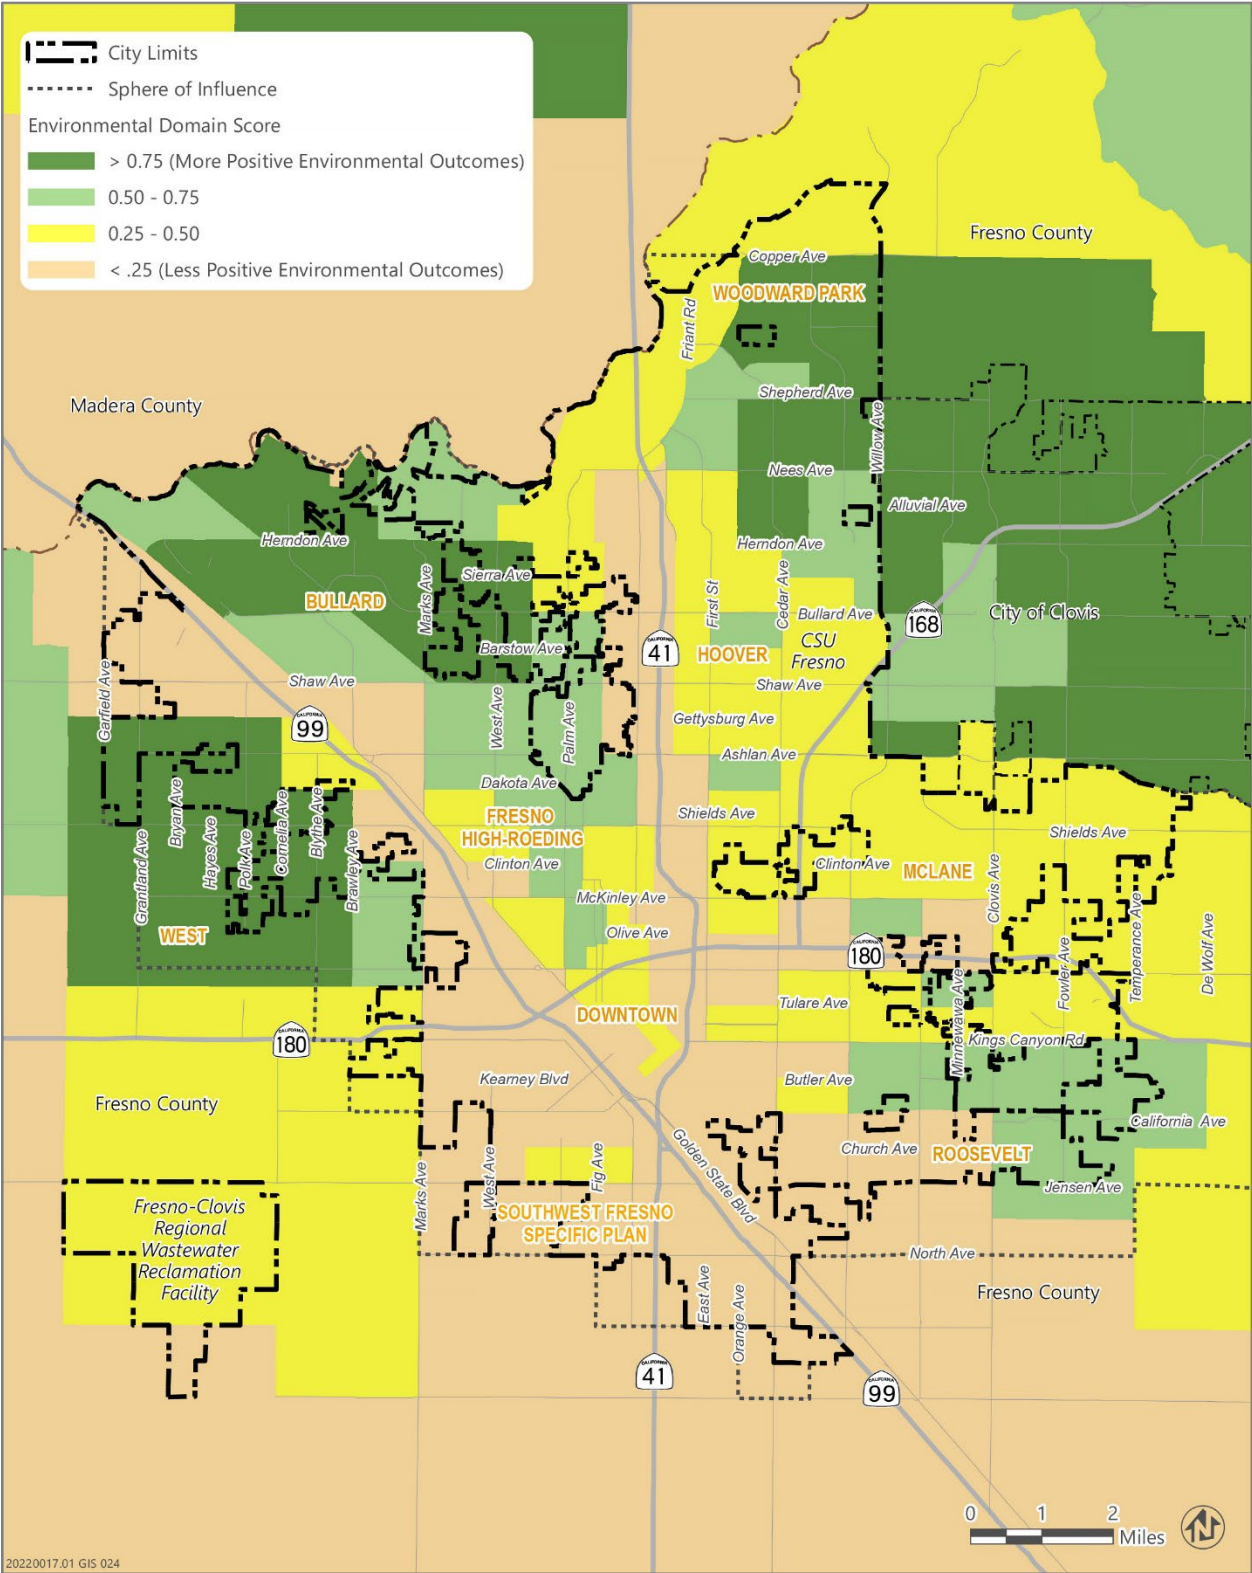 City Limits
Sphere of Influence
Environmental Domain Score
> 0.75 (More Positive Environmental Outcomes)
0.50 - 0.75
0.25 - 0.50
< .25 (Less Positive Environmental Outcomes)
Fresno County
Copper Ave
WOODWARD PARK
Friant Rd
Madera County
Shepherd Ave
Willow Ave
Nees Ave
Alluvial Ave
Herndon Ave
Herndon Ave
Sierra Ave
Marks Ave
BULLARD
First St
Cedar Ave
Bullard Ave
CALIFORNIA
168
City of Clovis
Barstow Ave
CALIFORNIA
41
HOOVER
CSU
Fresno
Garfield Ave
Shaw Ave
Shaw Ave
CALIFORNIA
99
West Ave
Palm Ave
Gettysburg Ave
Ashlan Ave
Dakota Ave
Bryan Ave
Hayes Ave
Polk Ave
Cornelia Ave
Blythe Ave
Brawley Ave
Grantland Ave
FRESNO
HIGH-ROEDING
Shields Ave
Shields Ave
Clinton Ave
Clinton Ave
MCLANE
Clovis Ave
McKinley Ave
WEST
Olive Ave
CALIFORNIA
180
Fowler Ave
Temperance Ave
De Wolf Ave
Minnewawa Ave
Tulare Ave
DOWNTOWN
CALIFORNIA
180
Kings Canyon Rd
Kearney Blvd
Butler Ave
Fresno County
California Ave
Golden State Blvd
Church Ave
ROOSEVELT
Marks Ave
West Ave
Fig Ave
Jensen Ave
Fresno-Clovis
Regional
Wastewater
Reclamation
Facility
SOUTHWEST FRESNO
SPECIFIC PLAN
North Ave
East Ave
Orange Ave
Fresno County
CALIFORNIA
41
CALIFORNIA
99
0 1 2
Miles
N
20220017.01 GIS 024